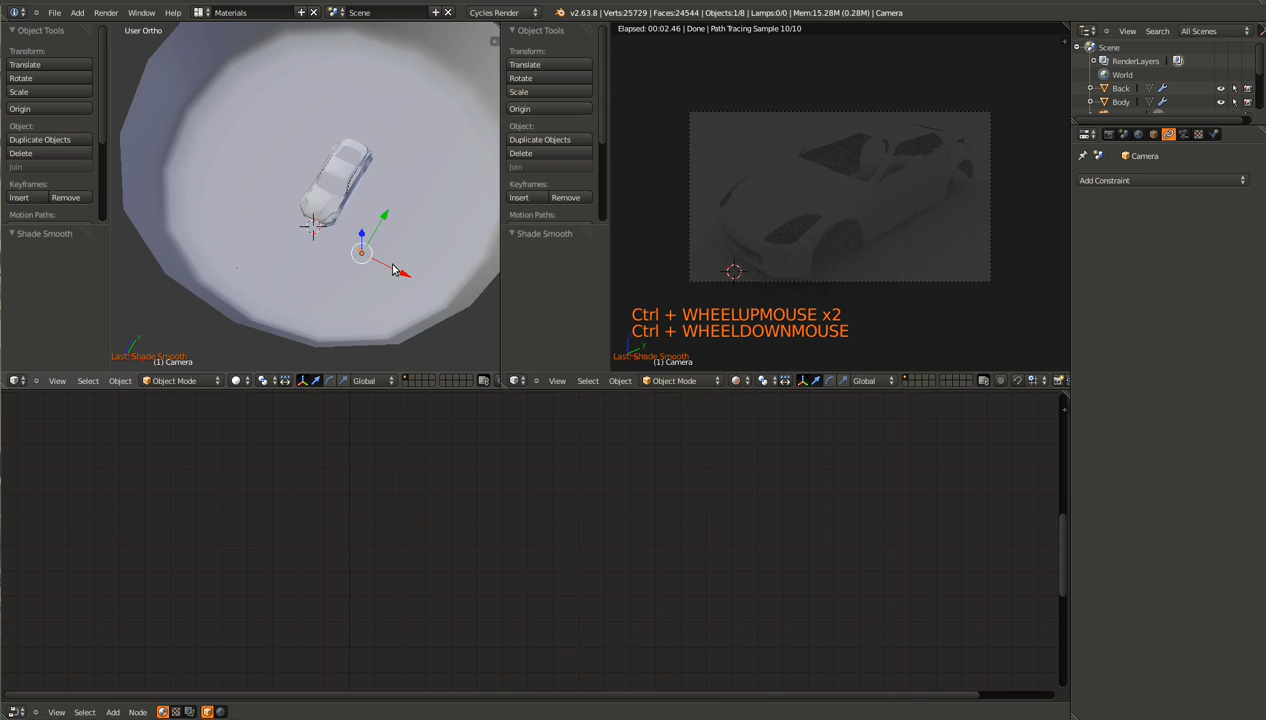 File Add Render Window Help Materials Scene Cycles Render v2.63.8 | Verts:25729 | Faces:24544 | Objects:1/8 | Lamps:0/0 | Mem:15.28M (0.28M) | Camera
Object Tools
Transform:
Translate
Rotate
Scale
Origin
Object:
Duplicate Objects
Delete
Join
Keyframes:
Insert Remove
Motion Paths:
Shade Smooth
User Ortho
Last: Shade Smooth
(1) Camera
View Select Object Object Mode Global
Object Tools
Transform:
Translate
Rotate
Scale
Origin
Object:
Duplicate Objects
Delete
Join
Keyframes:
Insert Remove
Motion Paths:
Shade Smooth
Elapsed: 00:02.46 | Done | Path Tracing Sample 10/10
Ctrl + WHEELUPMOUSE x2
Ctrl + WHEELDOWNMOUSE
Last: Shade Smooth
(1) Camera
View Select Object Object Mode Global
View Search All Scenes
Scene
RenderLayers
World
Back
Body
Camera
Add Constraint
View Select Add Node